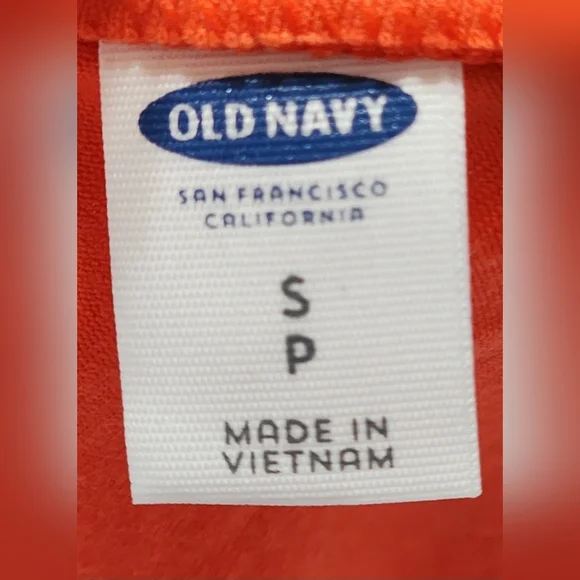 OLD NAVY
SAN FRANCISCO
CALIFORNIA
S
P
MADE IN
VIETNAM